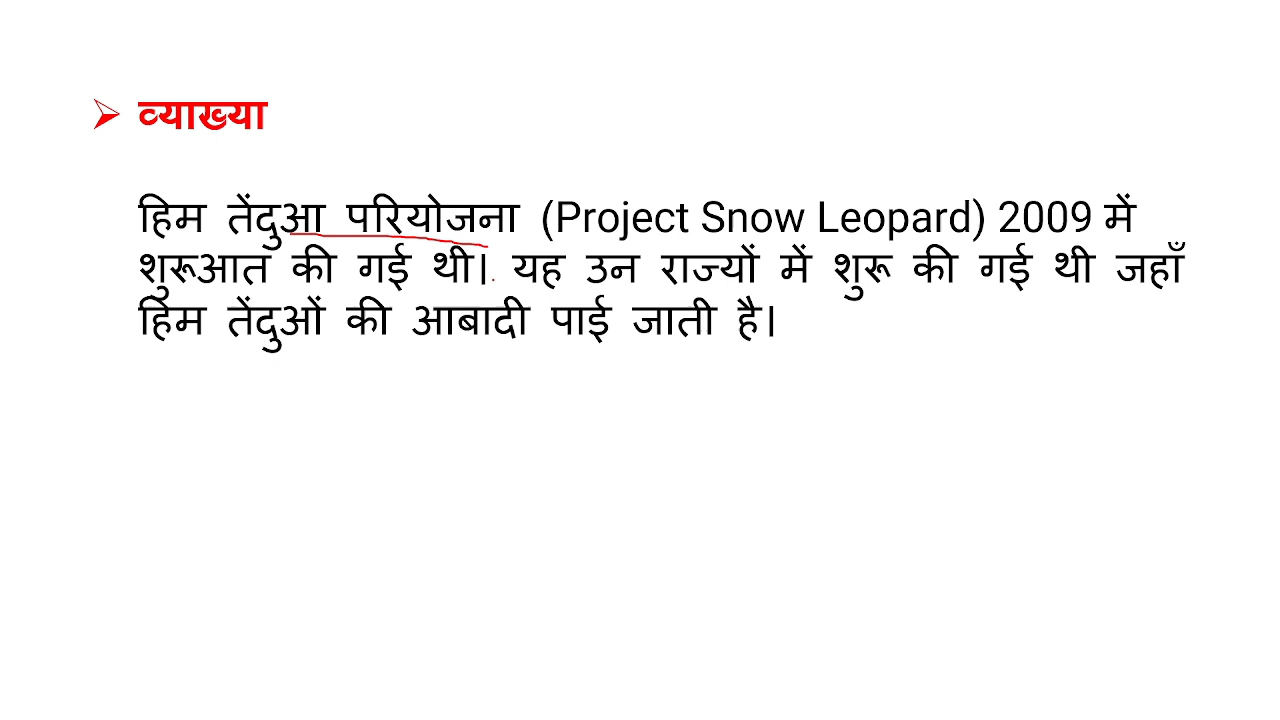 व्याख्या
हिम तेंदुआ परियोजना (Project Snow Leopard) 2009 में
शुरूआत की गई थी। यह उन राज्यों में शुरू की गई थी जहाँ
हिम तेंदुओं की आबादी पाई जाती है।